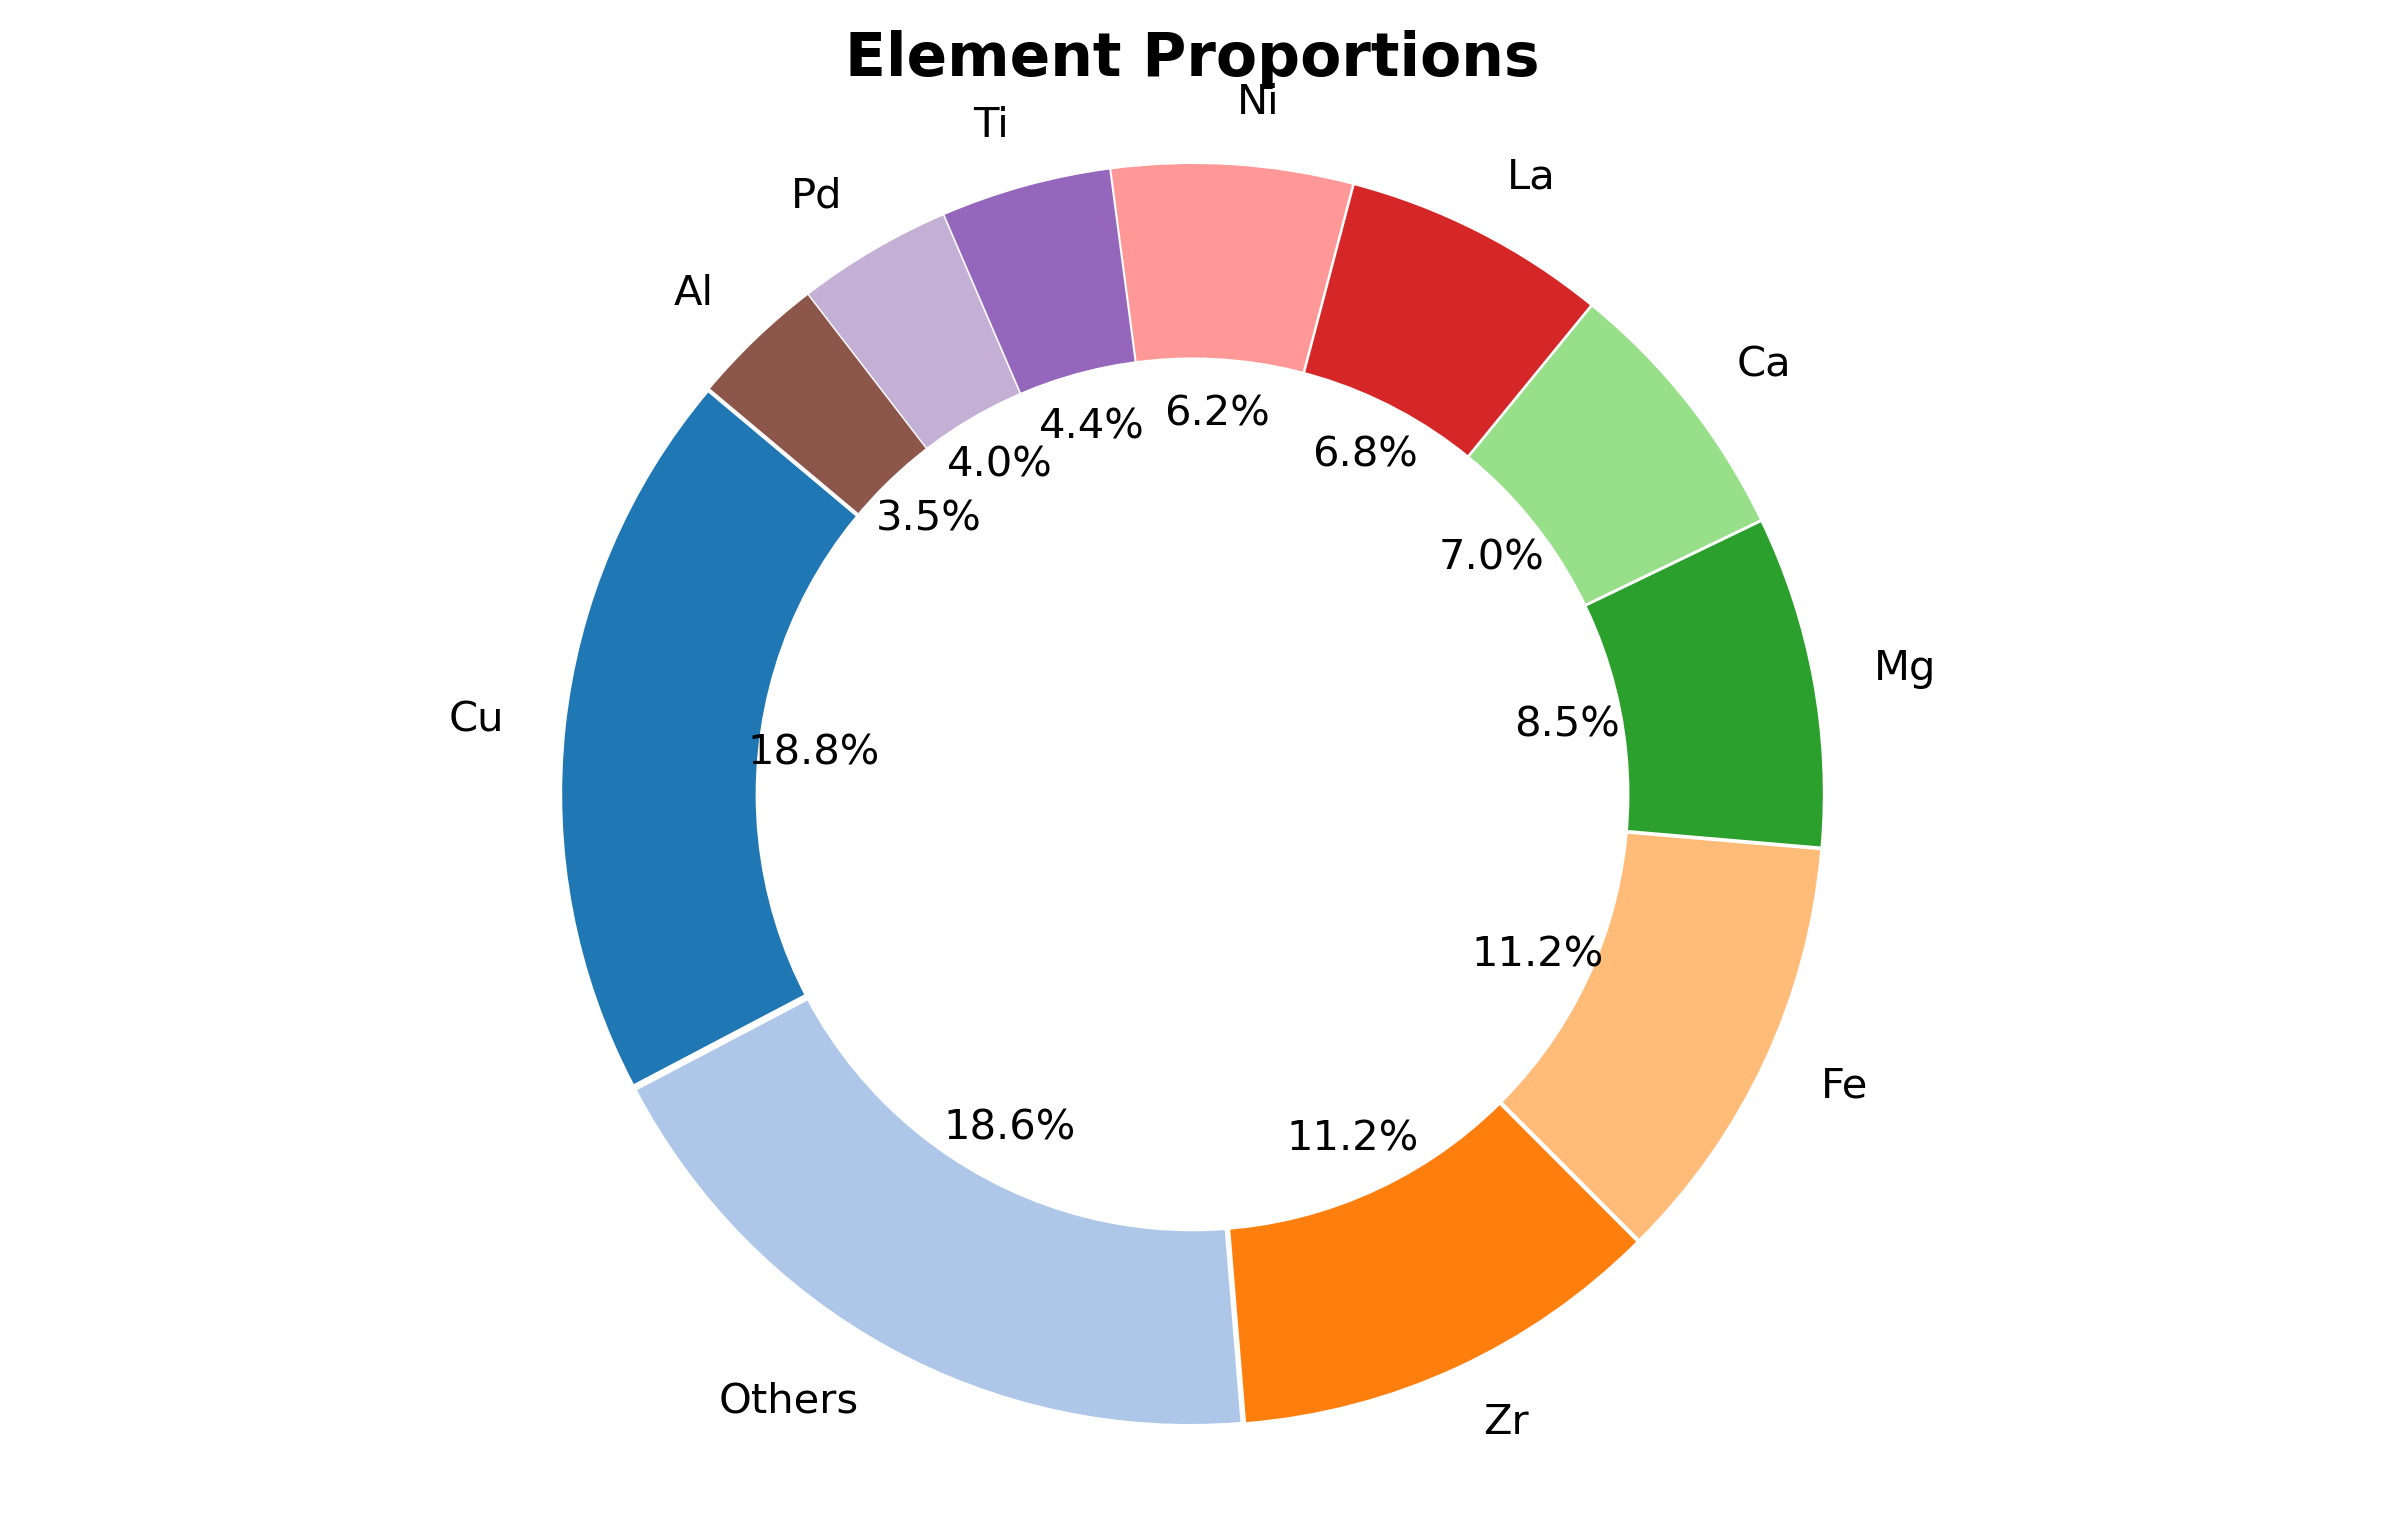 Element Proportions
Ni
Ti
La
Pd
Al
Ca
6.2%
4.4%
6.8%
4.0%
3.5%
7.0%
Mg
Cu
8.5%
18.8%
11.2%
Fe
18.6%
11.2%
Others
Zr